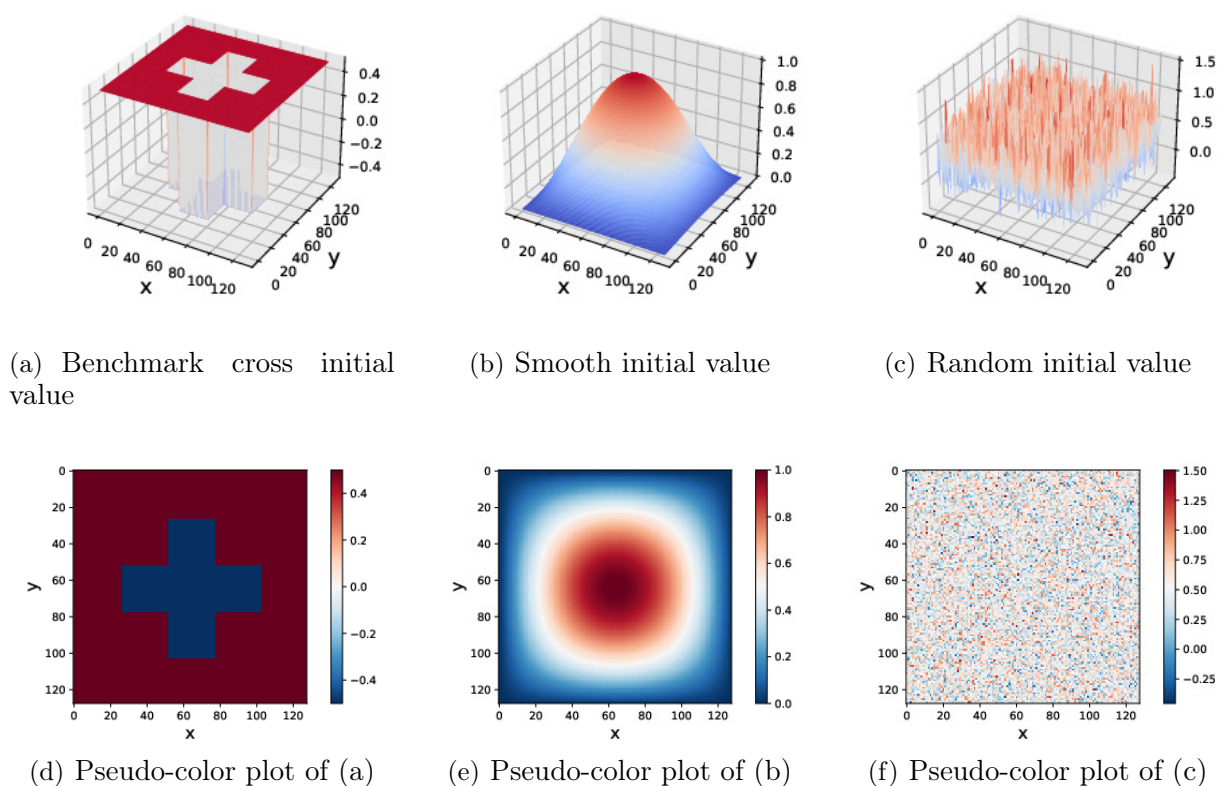 0.4
0.2
0.0
−0.2
−0.4
0 20 40 60 80 100 120
x
0 20 40 60 80 100 120
y
1.0
0.8
0.6
0.4
0.2
0.0
0 20 40 60 80 100 120
x
0 20 40 60 80 100 120
y
1.5
1.0
0.5
0.0
0 20 40 60 80 100 120
x
0 20 40 60 80 100 120
y
(a) Benchmark cross initial
value
(b) Smooth initial value
(c) Random initial value
0
20
40
60
80
100
120
y
0 20 40 60 80 100 120
x
0.4
0.2
0.0
−0.2
−0.4
0
20
40
60
80
100
120
y
0 20 40 60 80 100 120
x
1.0
0.8
0.6
0.4
0.2
0.0
0
20
40
60
80
100
120
y
0 20 40 60 80 100 120
x
1.50
1.25
1.00
0.75
0.50
0.25
0.00
−0.25
(d) Pseudo-color plot of (a)
(e) Pseudo-color plot of (b)
(f) Pseudo-color plot of (c)